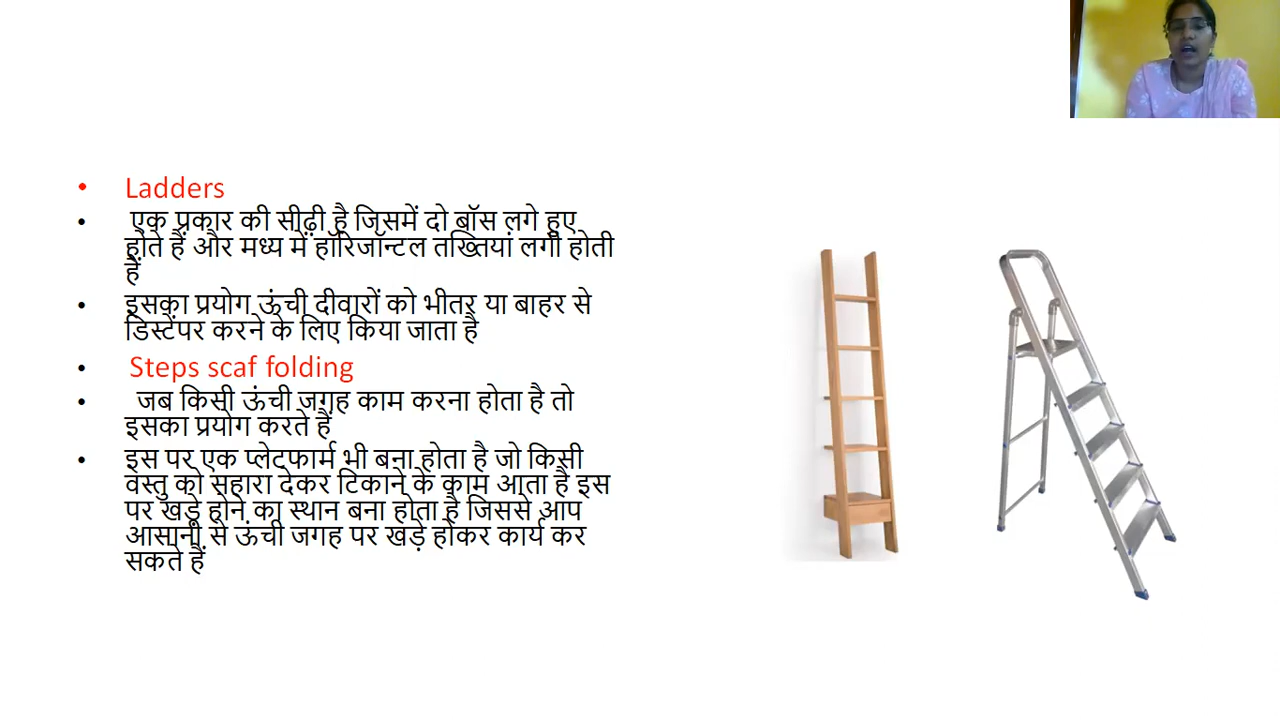 • Ladders
• एक प्रकार की सीढ़ी है जिसमें दो बॉस लगे हुए
होते हैं और मध्य में हॉरिजॉन्टल तख्तियां लगी होती
हैं
• इसका प्रयोग ऊंची दीवारों को भीतर या बाहर से
डिस्टेंपर करने के लिए किया जाता है
• Steps scaf folding
• जब किसी ऊंची जगह काम करना होता है तो
इसका प्रयोग करते हैं
• इस पर एक प्लेटफार्म भी बना होता है जो किसी
वस्तु को सहारा देकर टिकाने के काम आता है इस
पर खड़े होने का स्थान बना होता है जिससे आप
आसानी से ऊंची जगह पर खड़े होकर कार्य कर
सकते हैं